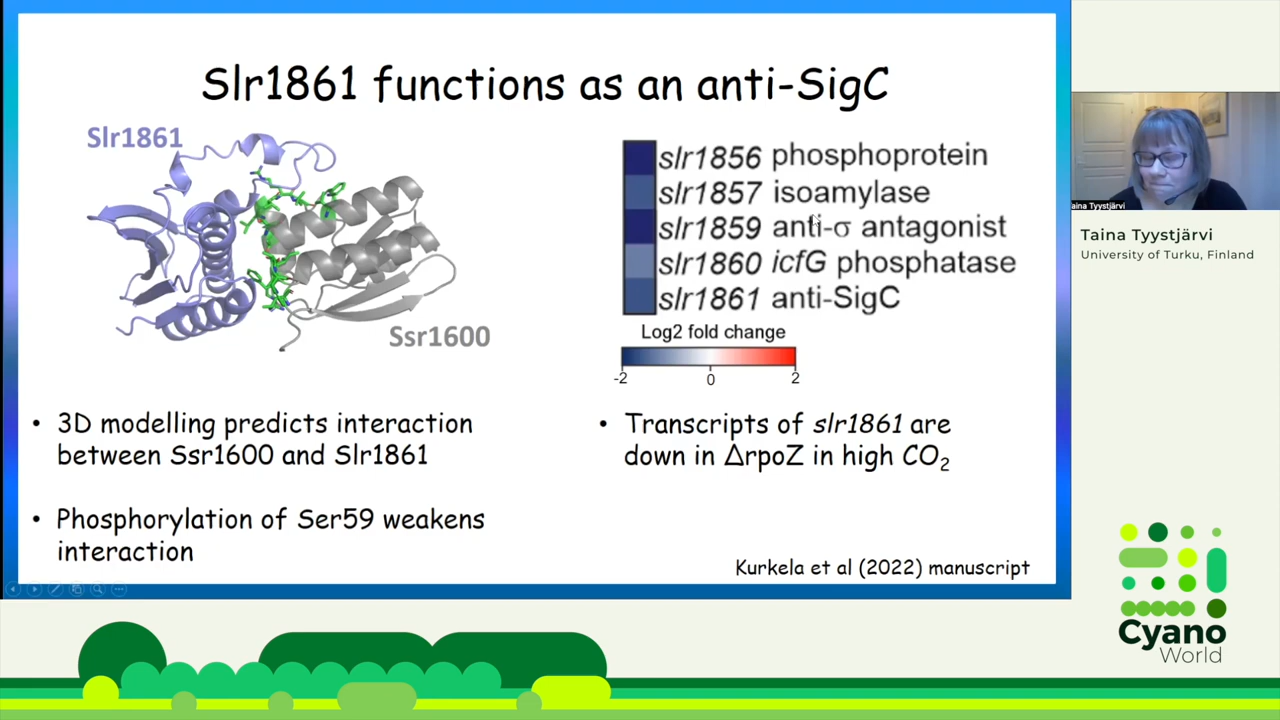 Slr1861 functions as an anti-SigC
Slr1861
Ssr1600
slr1856 phosphoprotein
slr1857 isoamylase
slr1859 anti-σ antagonist
slr1860 icfG phosphatase
slr1861 anti-SigC
Log2 fold change
-2 0 2
• 3D modelling predicts interaction
between Ssr1600 and Slr1861
• Phosphorylation of Ser59 weakens
interaction
• Transcripts of slr1861 are
down in ΔrpoZ in high CO₂
Kurkela et al (2022) manuscript
Taina Tyystjärvi
Taina Tyystjärvi
University of Turku, Finland
Cyano
World